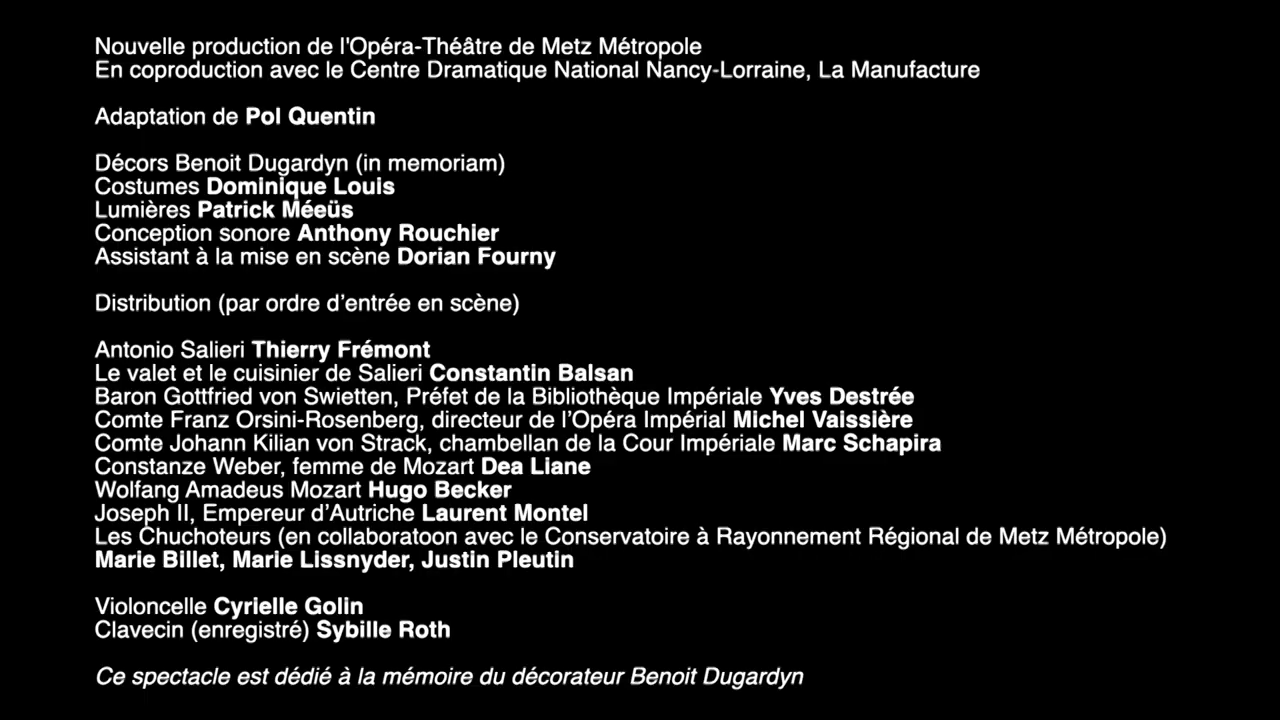 Nouvelle production de l'Opéra-Théâtre de Metz Métropole
En coproduction avec le Centre Dramatique National Nancy-Lorraine, La Manufacture
Adaptation de Pol Quentin
Décors Benoit Dugardyn (in memoriam)
Costumes Dominique Louis
Lumières Patrick Méeüs
Conception sonore Anthony Rouchier
Assistant à la mise en scène Dorian Fourny
Distribution (par ordre d’entrée en scène)
Antonio Salieri Thierry Frémont
Le valet et le cuisinier de Salieri Constantin Balsan
Baron Gottfried von Swietten, Préfet de la Bibliothèque Impériale Yves Destrée
Comte Franz Orsini-Rosenberg, directeur de l’Opéra Impérial Michel Vaissière
Comte Johann Kilian von Strack, chambellan de la Cour Impériale Marc Schapira
Constanze Weber, femme de Mozart Dea Liane
Wolfang Amadeus Mozart Hugo Becker
Joseph II, Empereur d’Autriche Laurent Montel
Les Chuchoteurs (en collaboratoon avec le Conservatoire à Rayonnement Régional de Metz Métropole)
Marie Billet, Marie Lissnyder, Justin Pleutin
Violoncelle Cyrielle Golin
Clavecin (enregistré) Sybille Roth
Ce spectacle est dédié à la mémoire du décorateur Benoit Dugardyn